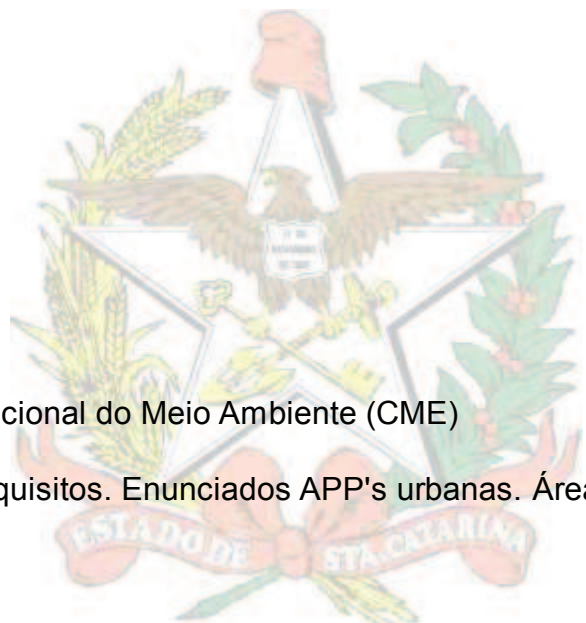 cional do Meio Ambiente (CME)
quisitos. Enunciados APP's urbanas. Área
ESTADO DE STA. CATARINA